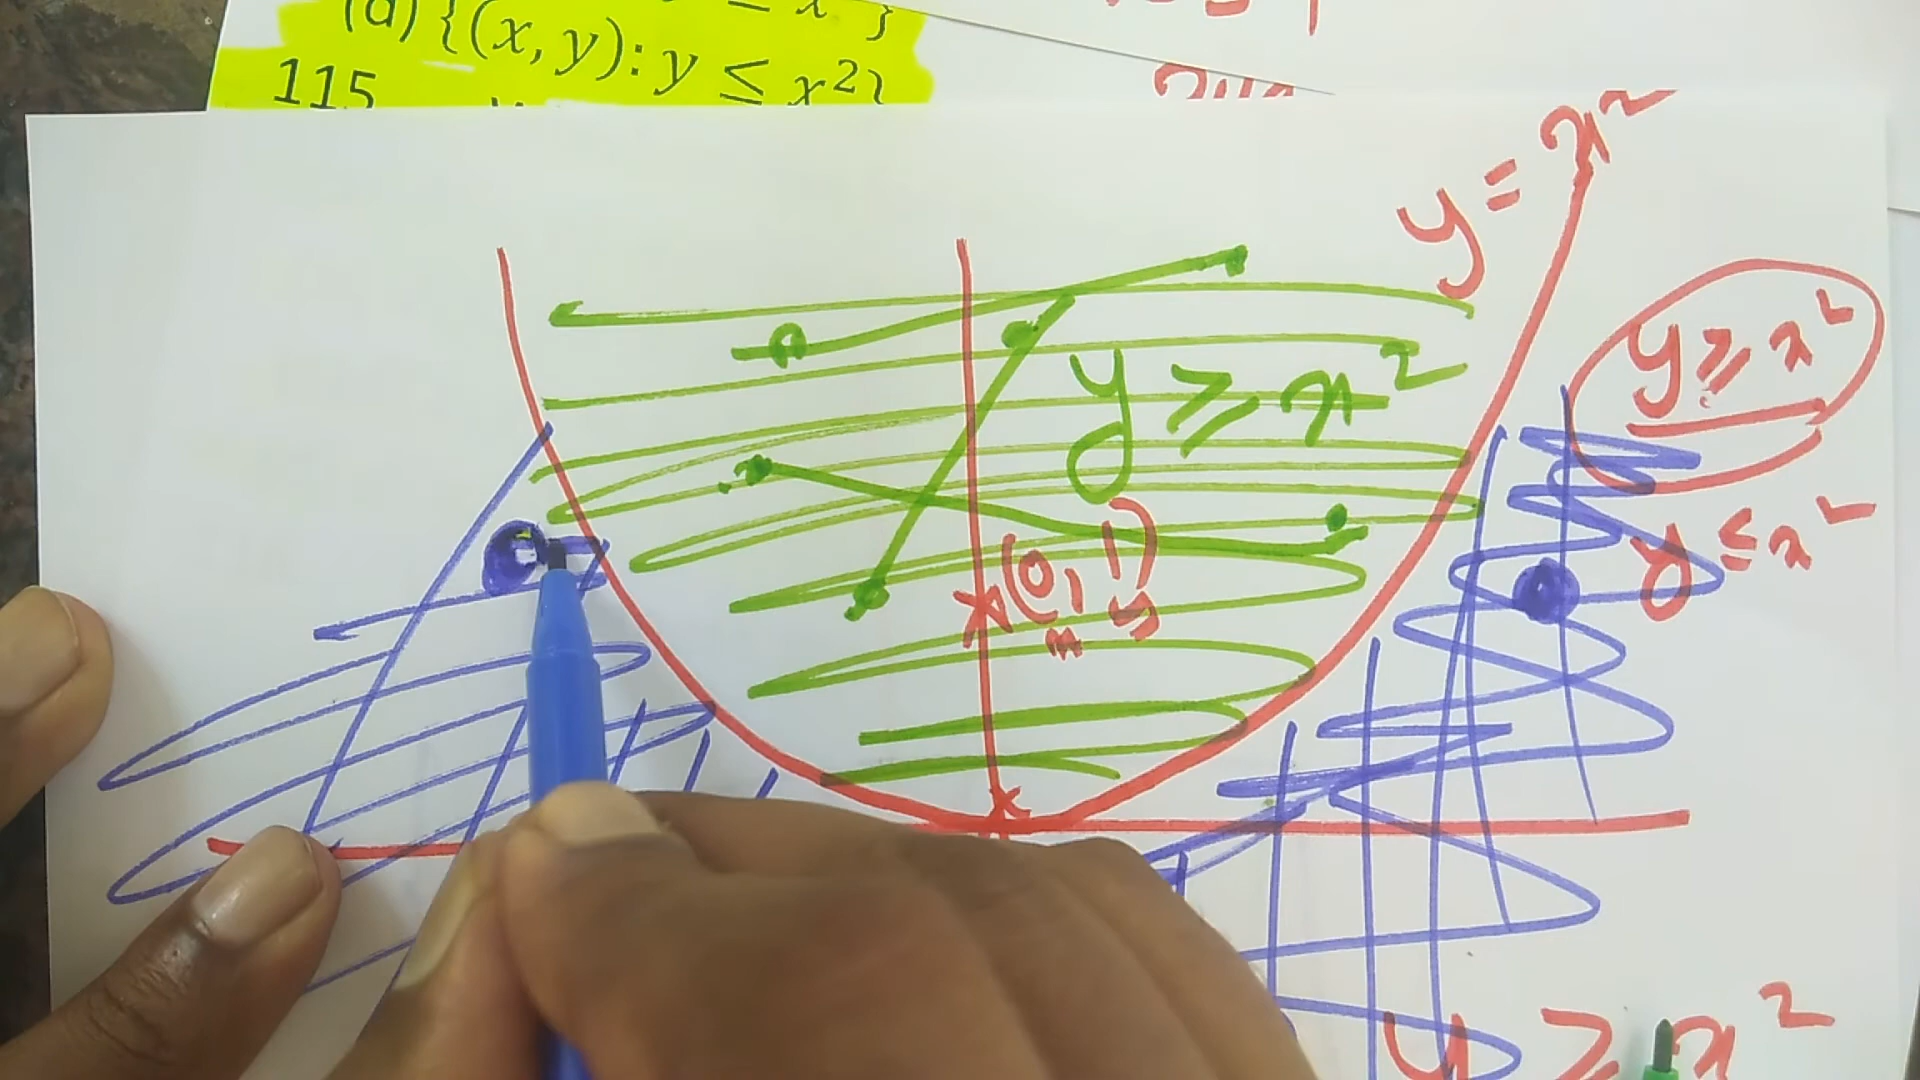 (d) {(x, y): y ≤ x²}
115
y = x²
y ≥ x²
y ≥ x²
(0, 1)
y ≤ x²
y ≥ x²